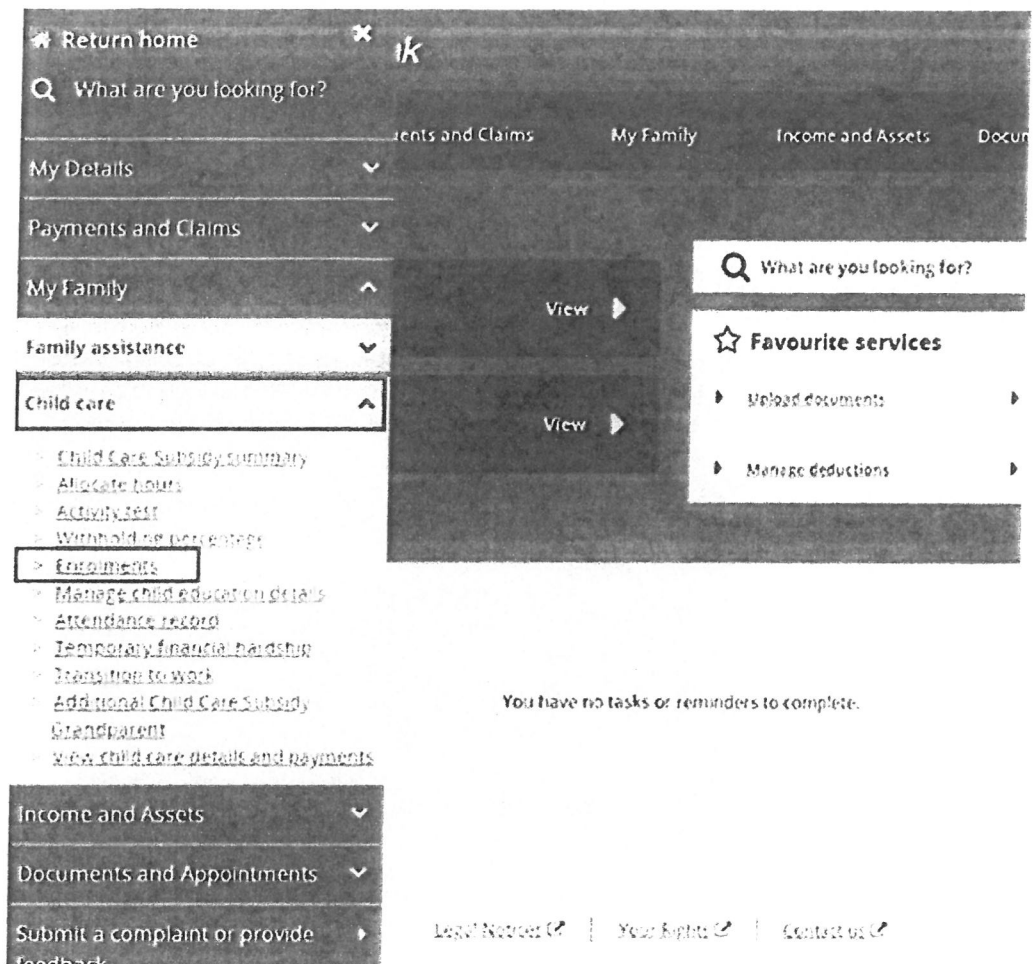 Return home
What are you looking for?
My Details
Payments and Claims
My Family
Family assistance
Child care
Child Care Subsidy summary
Allocate hours
Activity test
Withholding percentage
Enrolments
Manage child education details
Attendance record
Temporary financial hardship
Transition to work
Additional Child Care Subsidy
Grandparent
View child care details and payments
Income and Assets
Documents and Appointments
Submit a complaint or provide
feedback
nk
ents and Claims My Family Income and Assets Docum
View
View
What are you looking for?
Favourite services
Upload documents
Manage deductions
You have no tasks or reminders to complete.
Legal Notices Your Rights Contact us